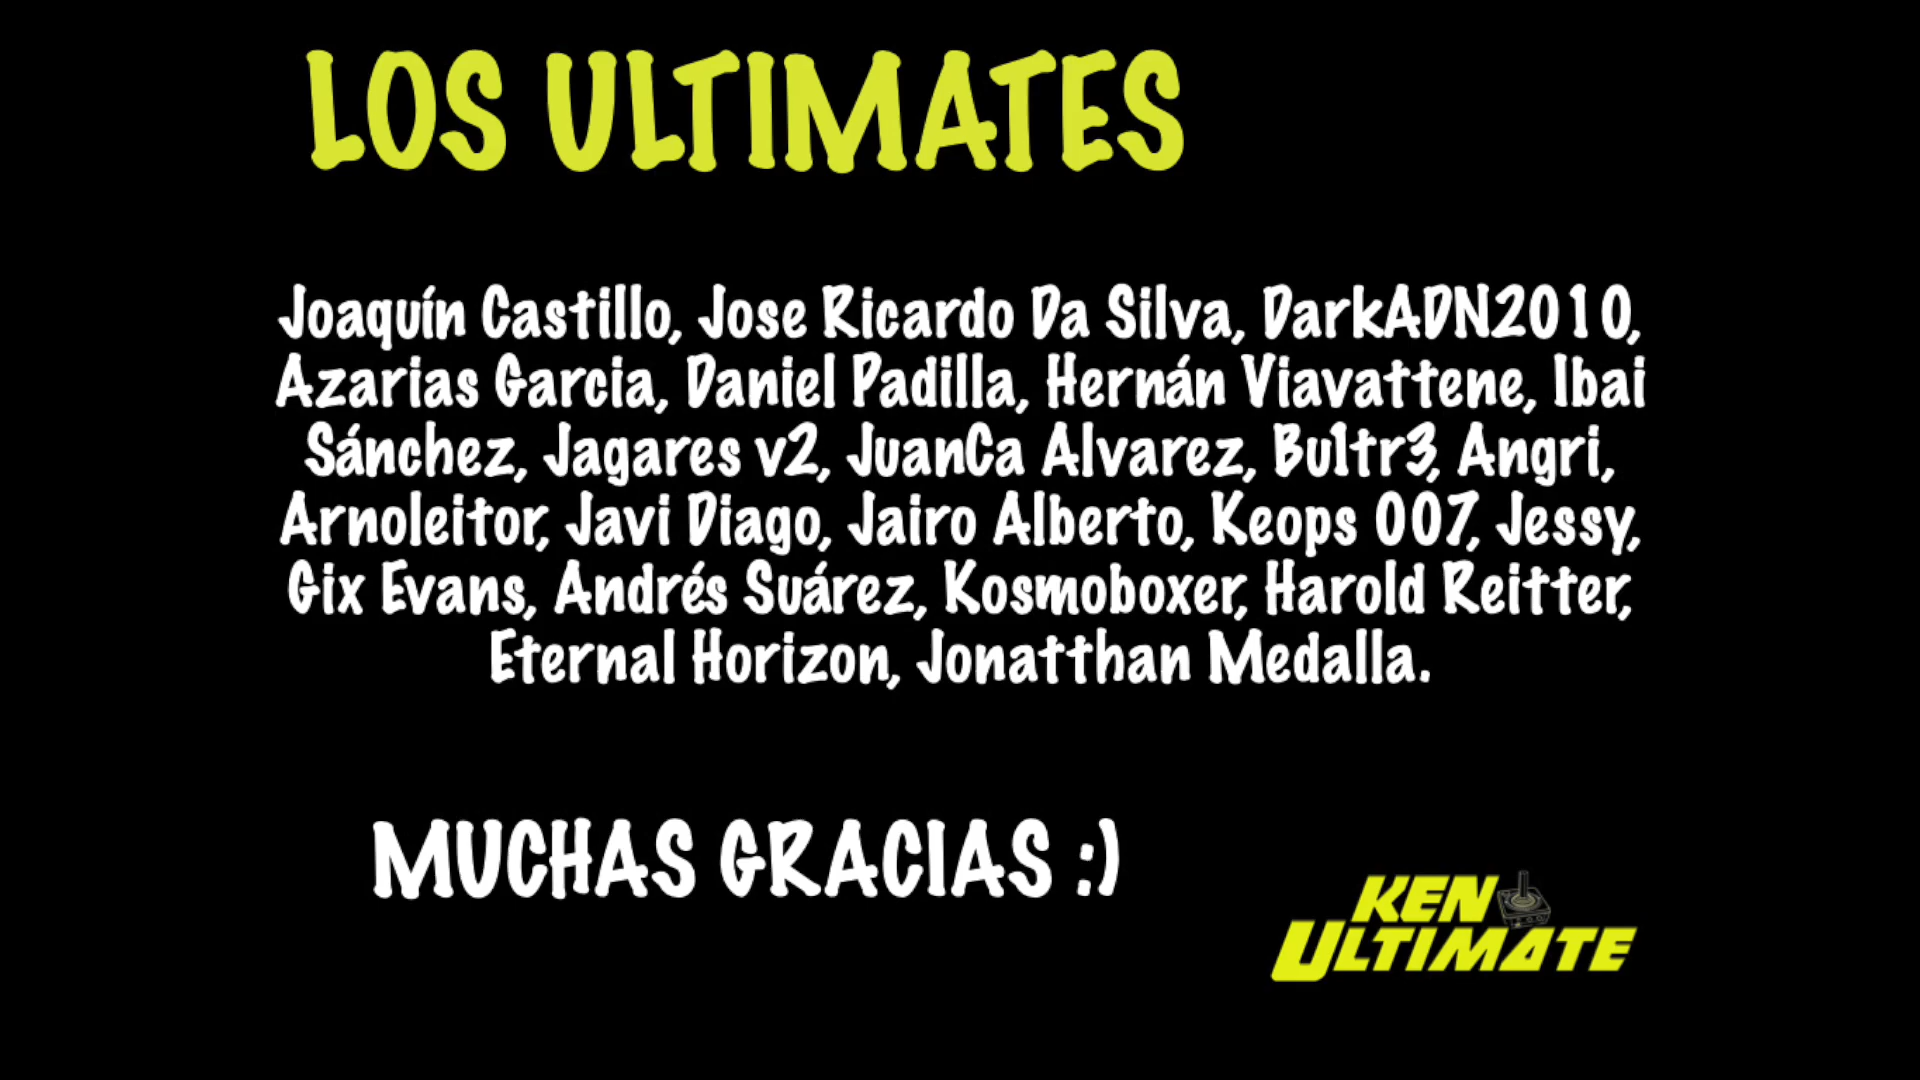 LOS ULTIMATES
Joaquín Castillo, Jose Ricardo Da Silva, DarkADN2010,
Azarias Garcia, Daniel Padilla, Hernán Viavattene, Ibai
Sánchez, Jagares v2, JuanCa Alvarez, Bu1tr3, Angri,
Arnoleitor, Javi Diago, Jairo Alberto, Keops 007, Jessy,
Gix Evans, Andrés Suárez, Kosmoboxer, Harold Reitter,
Eternal Horizon, Jonatthan Medalla.
MUCHAS GRACIAS :)
KEN
ULTIMATE